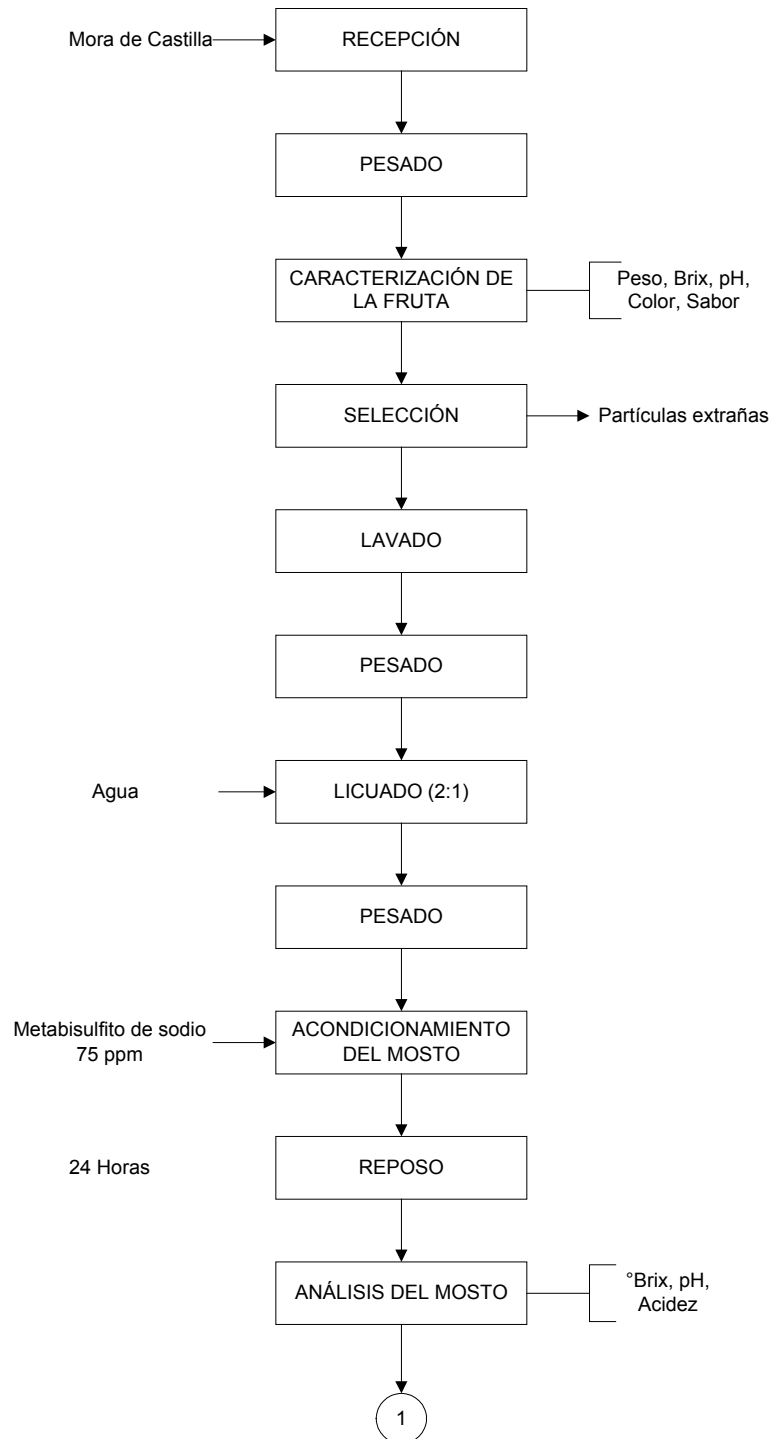 Mora de Castilla
RECEPCIÓN
PESADO
CARACTERIZACIÓN DE
LA FRUTA
Peso, Brix, pH,
Color, Sabor
SELECCIÓN
Partículas extrañas
LAVADO
PESADO
Agua
LICUADO (2:1)
PESADO
Metabisulfito de sodio
75 ppm
ACONDICIONAMIENTO
DEL MOSTO
24 Horas
REPOSO
ANÁLISIS DEL MOSTO
°Brix, pH,
Acidez
1